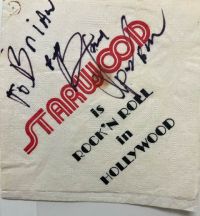 To Brian
STARWOOD
is
ROCK'N ROLL
in
HOLLYWOOD